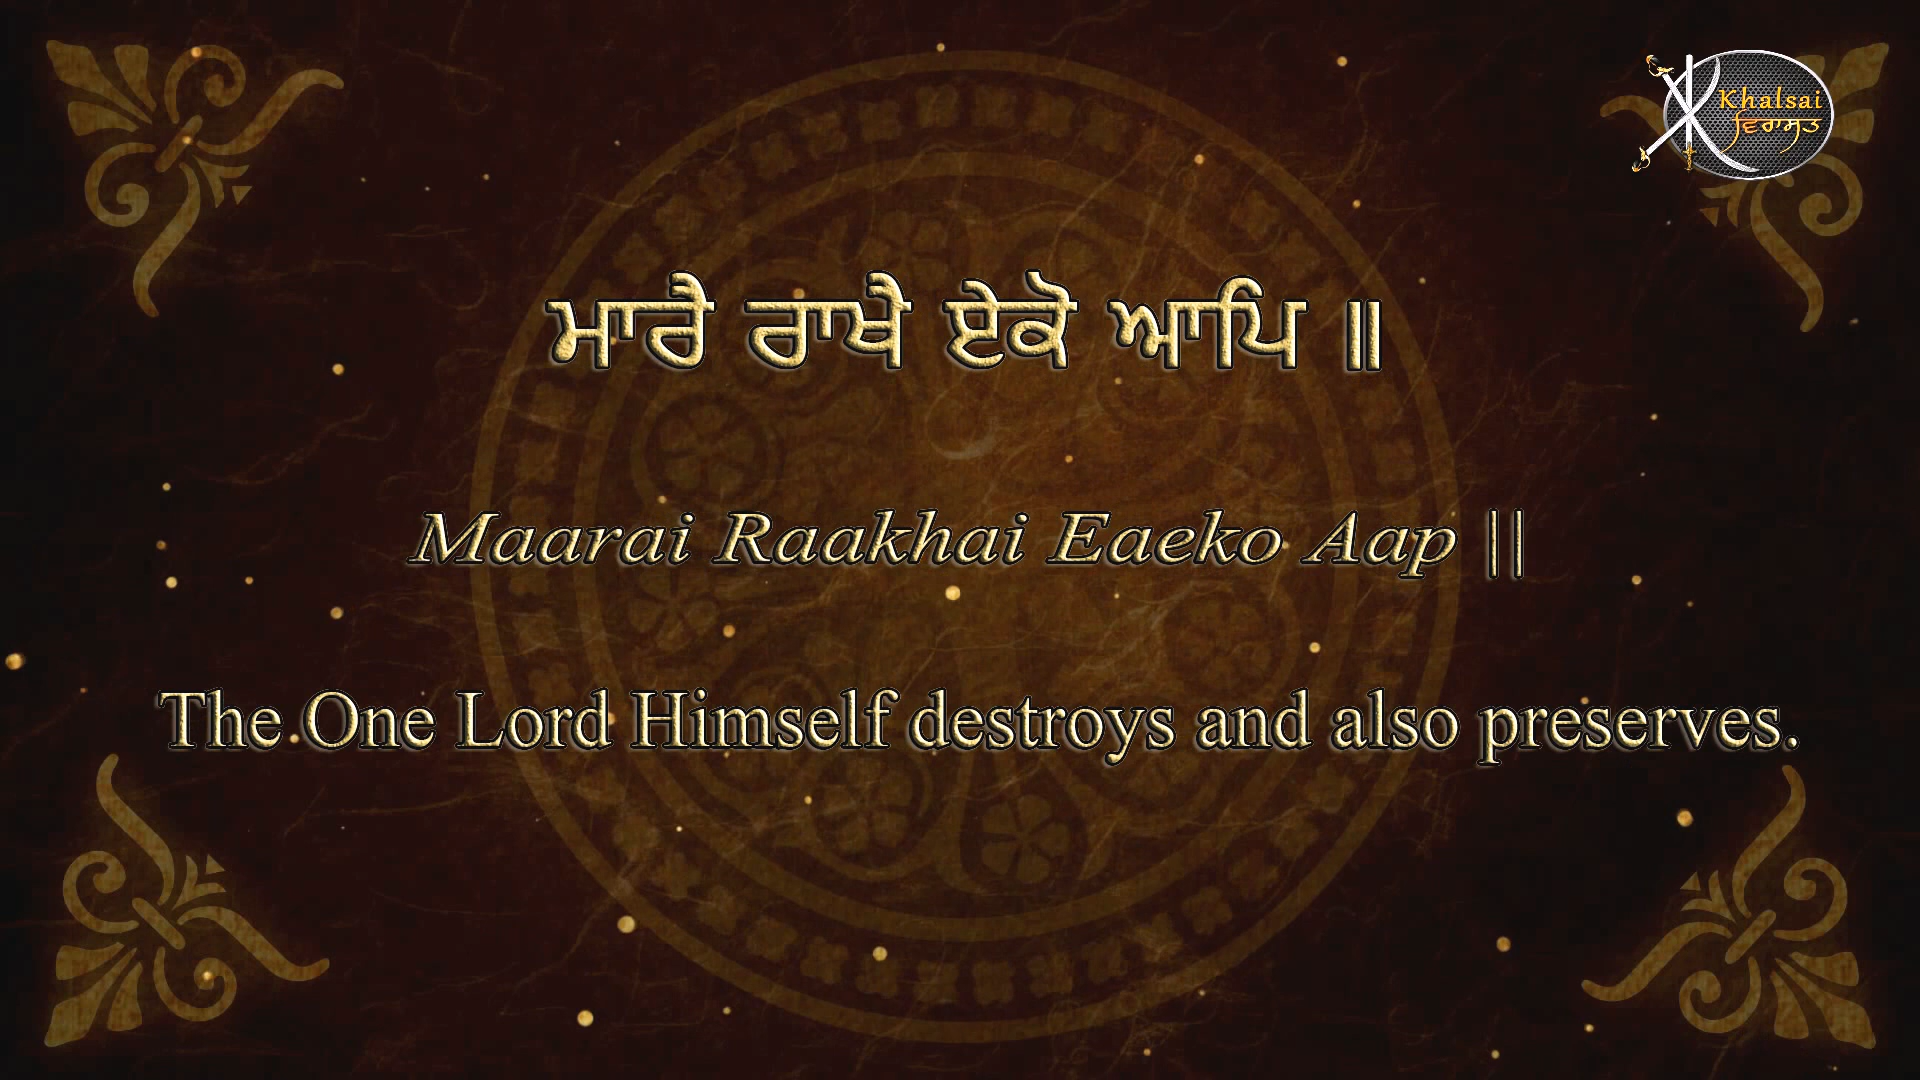 Khalsai
ਵਿਰਾਸਤ
ਮਾਰੈ ਰਾਖੈ ਏਕੋ ਆਪਿ ॥
Maarai Raakhai Eaeko Aap ||
The One Lord Himself destroys and also preserves.